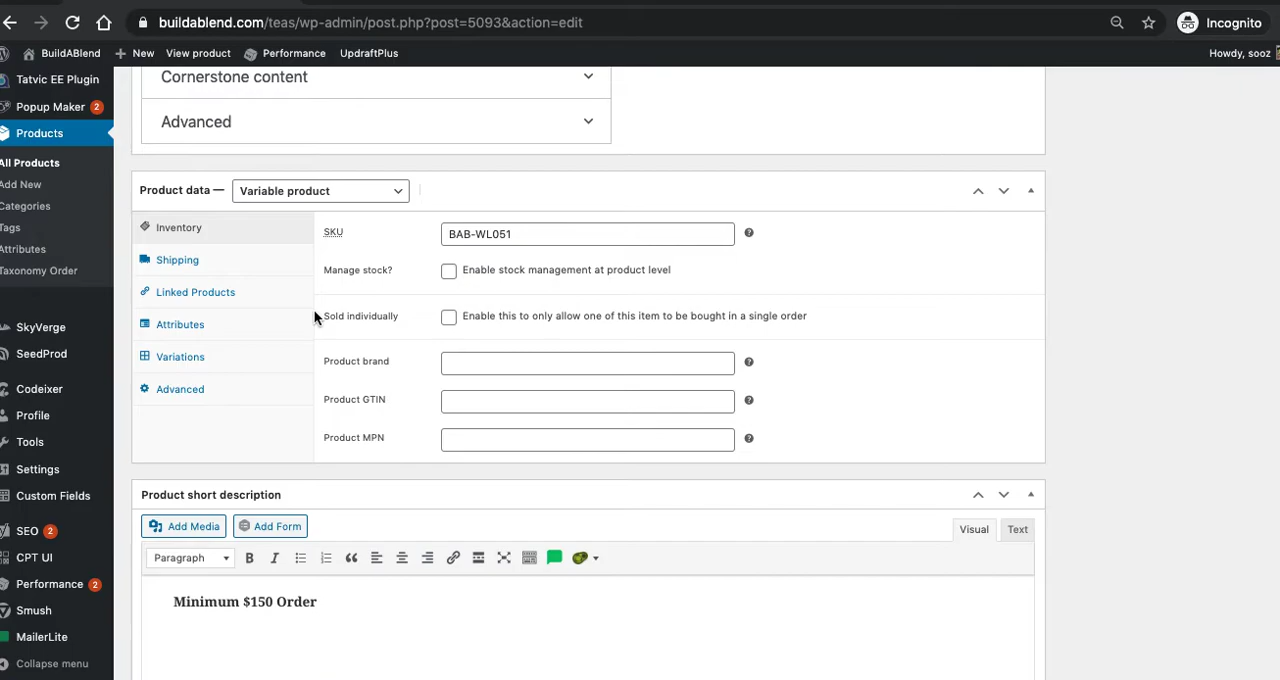 buildablend.com/teas/wp-admin/post.php?post=5093&action=edit
Incognito
BuildABlend
New
View product
Performance
UpdraftPlus
Howdy, sooz
Tatvic EE Plugin
Popup Maker 2
Products
All Products
Add New
Categories
Tags
Attributes
Taxonomy Order
SkyVerge
SeedProd
Codeixer
Profile
Tools
Settings
Custom Fields
SEO 2
CPT UI
Performance 2
Smush
MailerLite
Collapse menu
Cornerstone content
Advanced
Product data — Variable product
Inventory
Shipping
Linked Products
Attributes
Variations
Advanced
SKU BAB-WL051
Manage stock? Enable stock management at product level
Sold individually Enable this to only allow one of this item to be bought in a single order
Product brand
Product GTIN
Product MPN
Product short description
Add Media Add Form
Visual Text
Paragraph B I
Minimum $150 Order